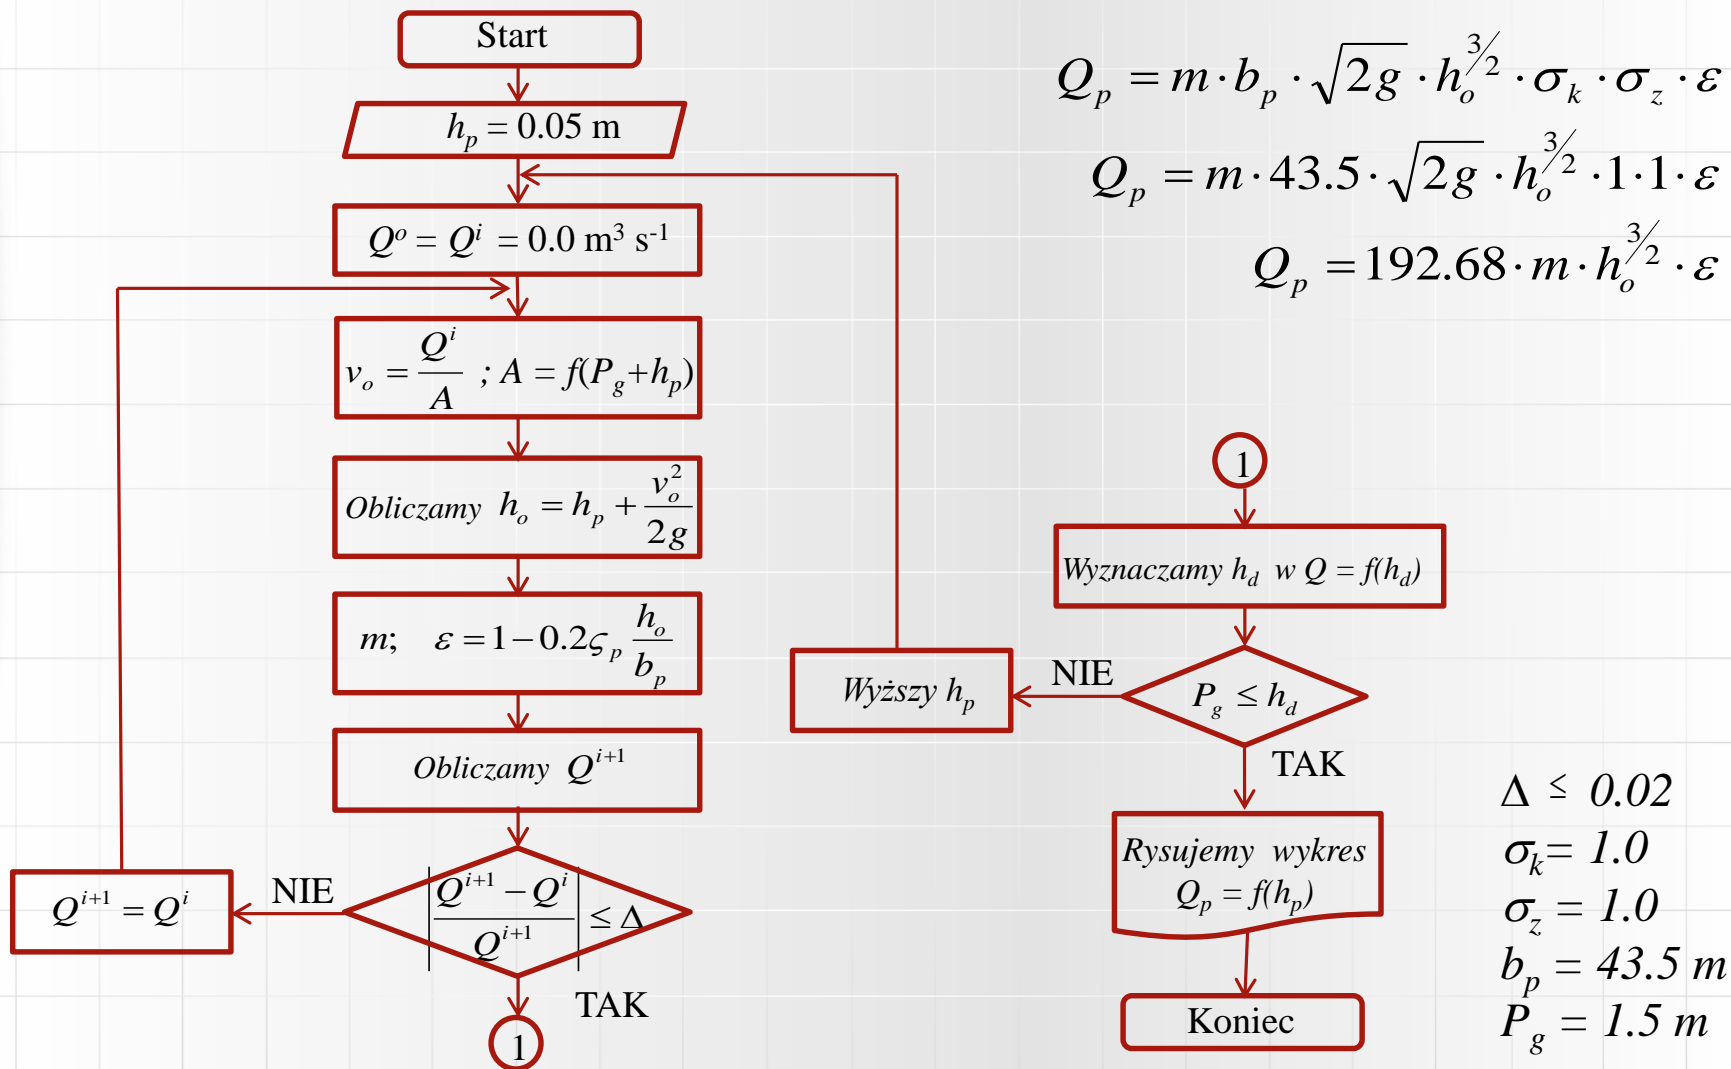 Start
h_p = 0.05 m
Q^o = Q^i = 0.0 m³ s⁻¹
v_o = Q^i / A ; A = f(P_g+h_p)
Obliczamy h_o = h_p + v_o² / 2g
m; ε = 1 − 0.2ς_p h_o / b_p
Obliczamy Q^{i+1}
|(Q^{i+1} − Q^i) / Q^{i+1}| ≤ Δ
NIE
Q^{i+1} = Q^i
TAK
1
1
Wyznaczamy h_d w Q = f(h_d)
P_g ≤ h_d
NIE
Wyższy h_p
TAK
Rysujemy wykres
Q_p = f(h_p)
Koniec
Q_p = m · b_p · √2g · h_o^{3/2} · σ_k · σ_z · ε
Q_p = m · 43.5 · √2g · h_o^{3/2} · 1 · 1 · ε
Q_p = 192.68 · m · h_o^{3/2} · ε
Δ ≤ 0.02
σ_k = 1.0
σ_z = 1.0
b_p = 43.5 m
P_g = 1.5 m